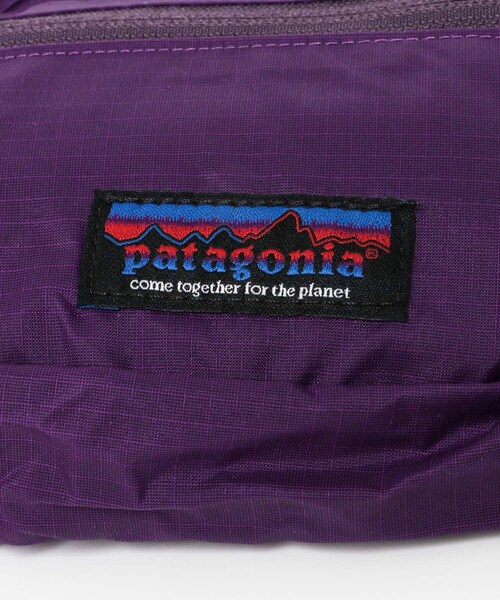 patagonia®
come together for the planet